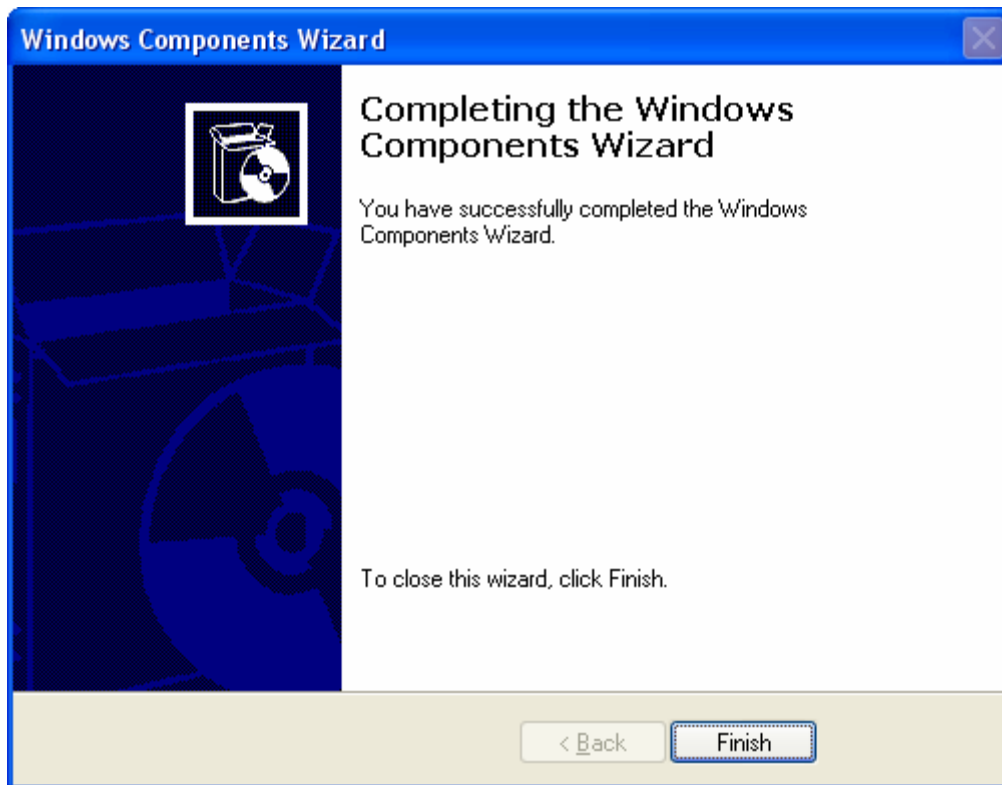 Windows Components Wizard
Completing the Windows
Components Wizard
You have successfully completed the Windows
Components Wizard.
To close this wizard, click Finish.
< Back
Finish